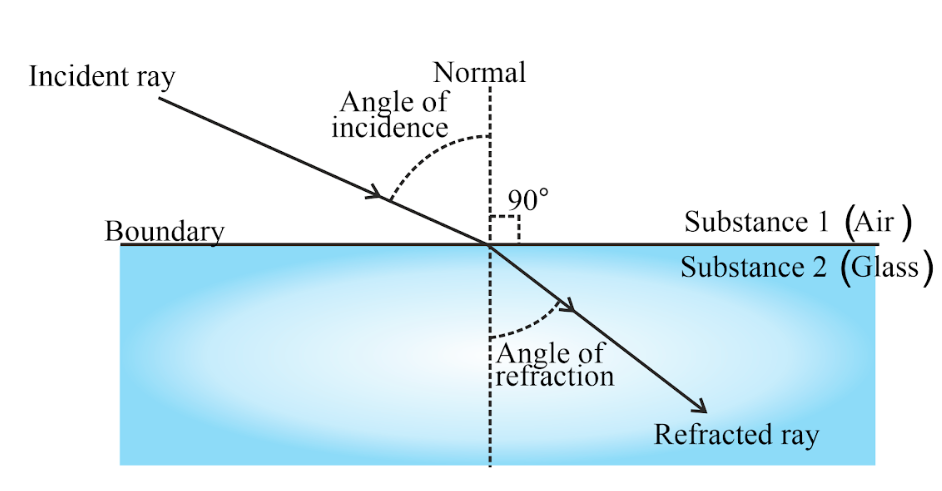 Incident ray
Normal
Angle of
incidence
90°
Boundary
Substance 1 (Air)
Substance 2 (Glass)
Angle of
refraction
Refracted ray